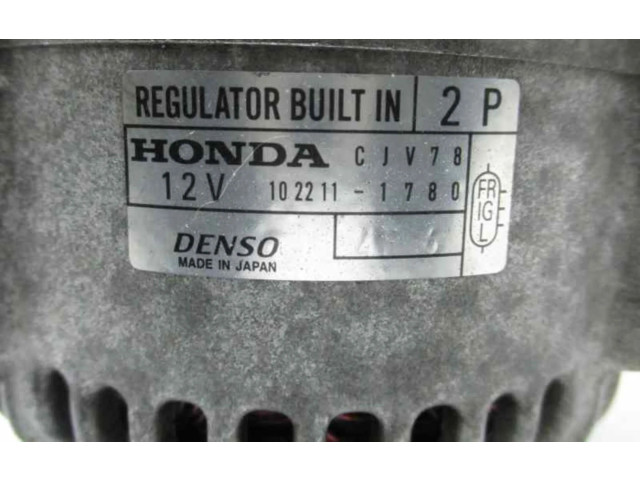 REGULATOR BUILT IN 2 P
HONDA CJV78
12V 102211-1780
DENSO
MADE IN JAPAN
FR
IG
L